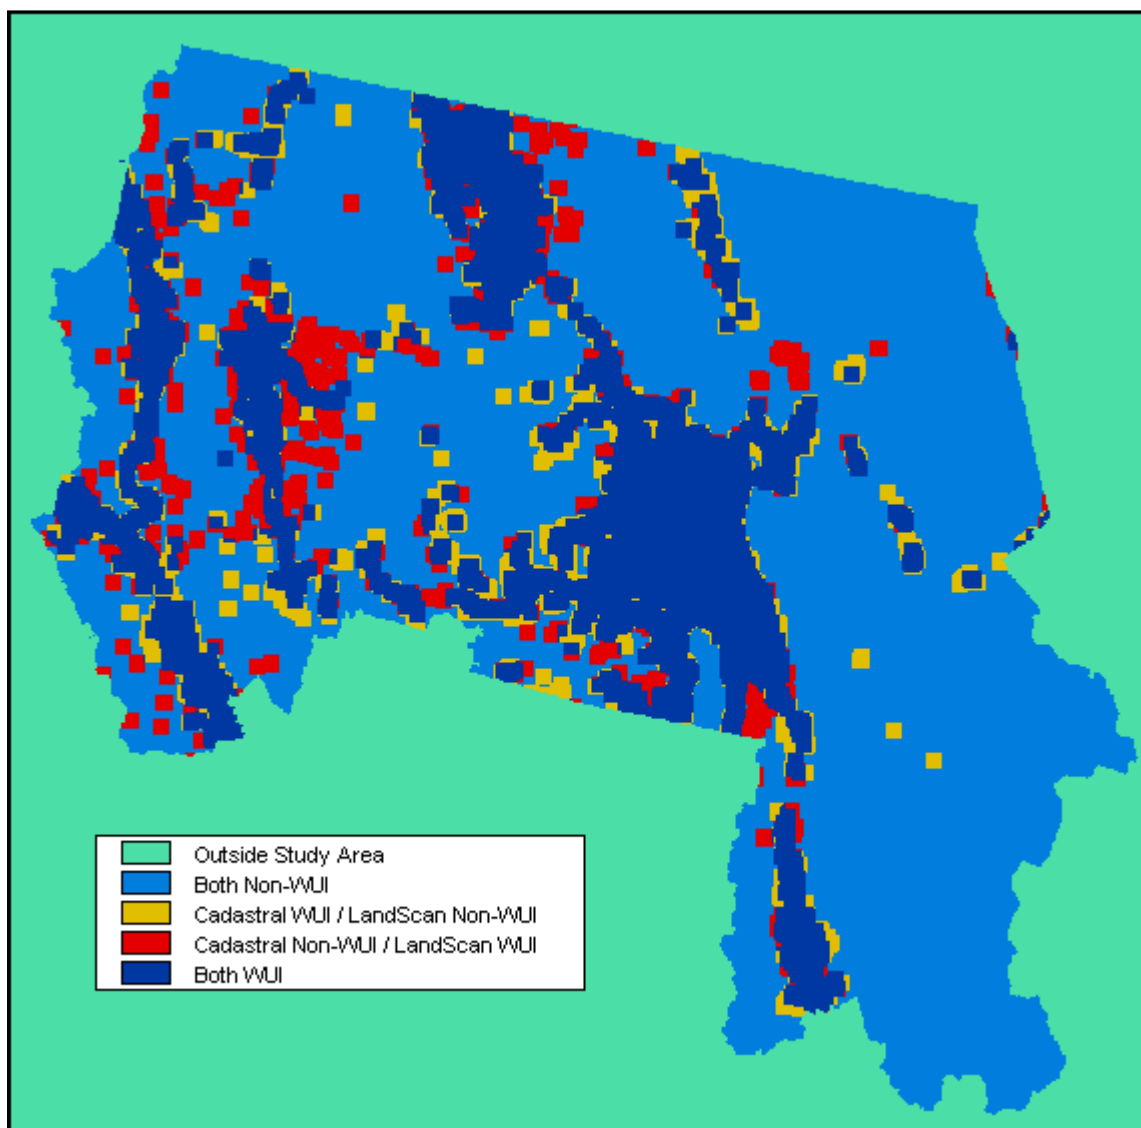 Outside Study Area
Both Non-WUI
Cadastral WUI / LandScan Non-WUI
Cadastral Non-WUI / LandScan WUI
Both WUI